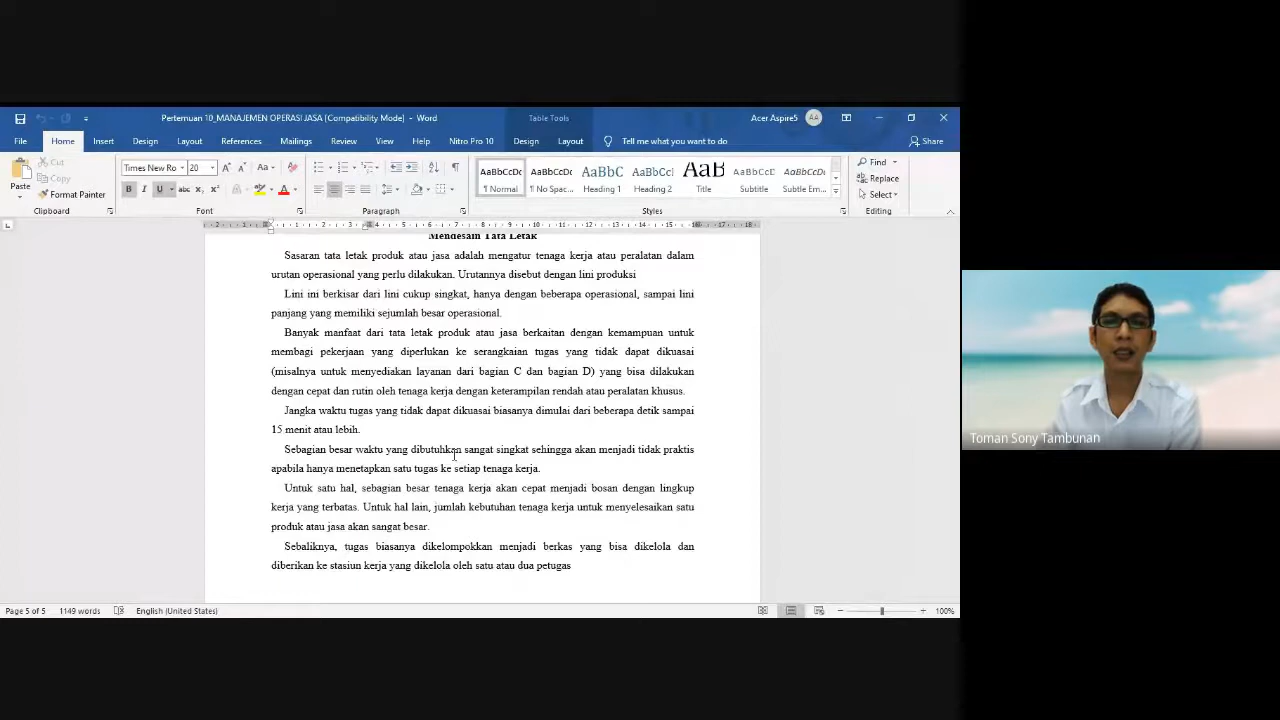 Pertemuan 10_MANAJEMEN OPERASI JASA [Compatibility Mode] - Word
Table Tools
Acer Aspire5
AA
File
Home
Insert
Design
Layout
References
Mailings
Review
View
Help
Nitro Pro 10
Design
Layout
Tell me what you want to do
Share
Paste
Cut
Copy
Format Painter
Clipboard
Times New Ro
20
Font
Paragraph
AaBbCcDc
¶ Normal
AaBbCcDc
¶ No Spac...
AaBbC
Heading 1
AaBbCcI
Heading 2
AaB
Title
AaBbCcD
Subtitle
AaBbCcDı
Subtle Em...
Styles
Find
Replace
Select
Editing
Mendesain Tata Letak
Sasaran tata letak produk atau jasa adalah mengatur tenaga kerja atau peralatan dalam
urutan operasional yang perlu dilakukan. Urutannya disebut dengan lini produksi
Lini ini berkisar dari lini cukup singkat, hanya dengan beberapa operasional, sampai lini
panjang yang memiliki sejumlah besar operasional.
Banyak manfaat dari tata letak produk atau jasa berkaitan dengan kemampuan untuk
membagi pekerjaan yang diperlukan ke serangkaian tugas yang tidak dapat dikuasai
(misalnya untuk menyediakan layanan dari bagian C dan bagian D) yang bisa dilakukan
dengan cepat dan rutin oleh tenaga kerja dengan keterampilan rendah atau peralatan khusus.
Jangka waktu tugas yang tidak dapat dikuasai biasanya dimulai dari beberapa detik sampai
15 menit atau lebih.
Sebagian besar waktu yang dibutuhkan sangat singkat sehingga akan menjadi tidak praktis
apabila hanya menetapkan satu tugas ke setiap tenaga kerja.
Untuk satu hal, sebagian besar tenaga kerja akan cepat menjadi bosan dengan lingkup
kerja yang terbatas. Untuk hal lain, jumlah kebutuhan tenaga kerja untuk menyelesaikan satu
produk atau jasa akan sangat besar.
Sebaliknya, tugas biasanya dikelompokkan menjadi berkas yang bisa dikelola dan
diberikan ke stasiun kerja yang dikelola oleh satu atau dua petugas
Page 5 of 5
1149 words
English (United States)
100%
Toman Sony Tambunan